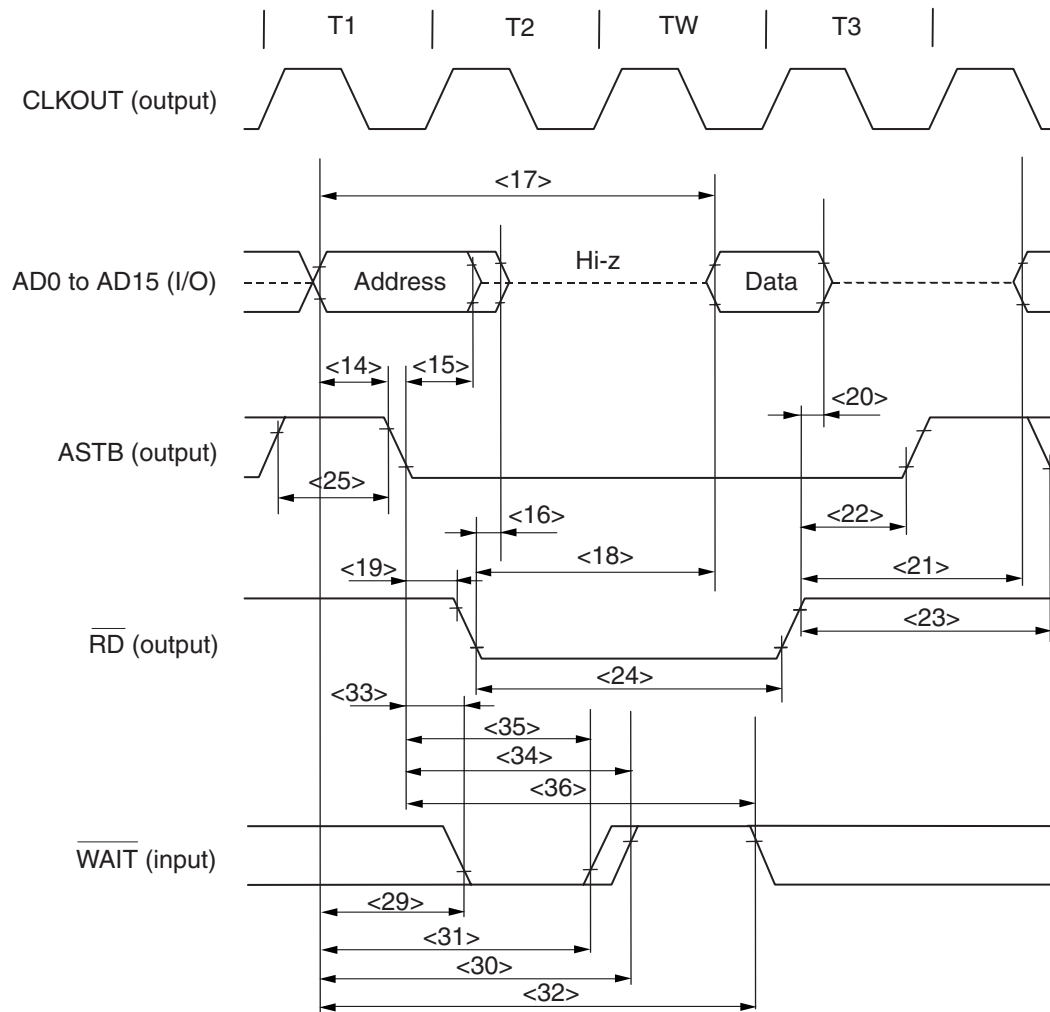 T1 T2 TW T3
CLKOUT (output)
<17>
AD0 to AD15 (I/O)
Address
Hi-z
Data
<14> <15>
<20>
ASTB (output)
<25>
<16>
<22>
<18>
<19>
<21>
RD (output)
<23>
<24>
<33>
<35>
<34>
<36>
WAIT (input)
<29>
<31>
<30>
<32>